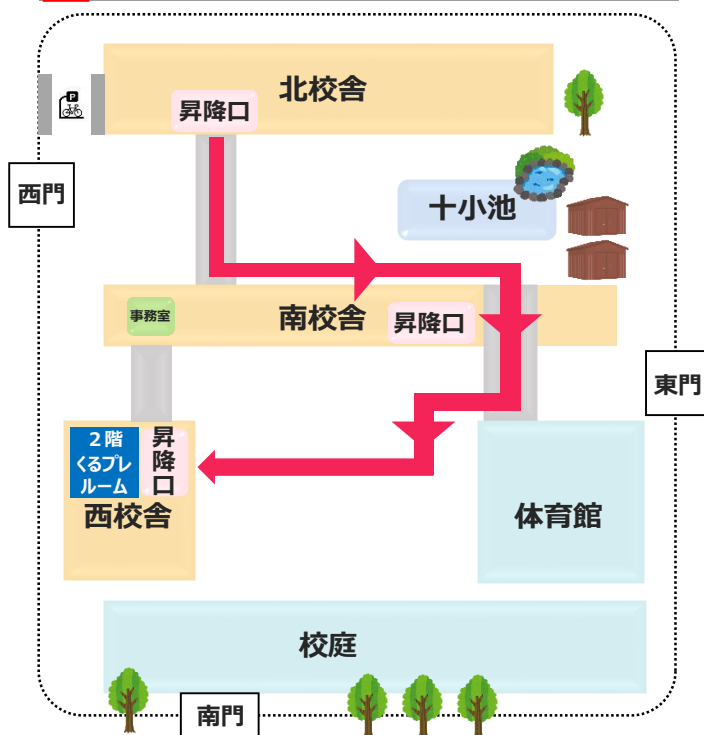 北校舎
P
昇降口
西門
十小池
事務室
南校舎
昇降口
東門
２階
くるプレ
ルーム
昇降口
西校舎
体育館
校庭
南門